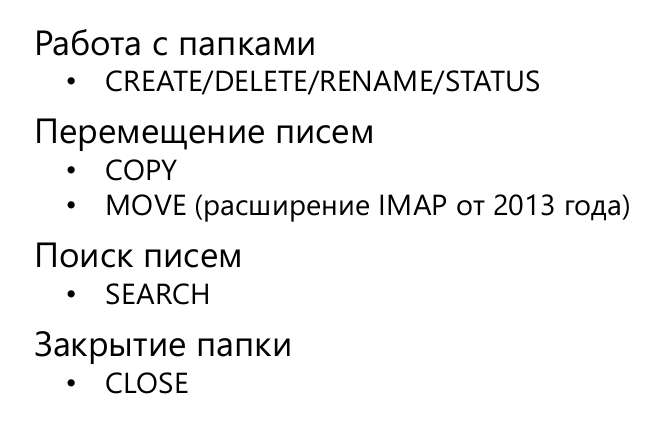 Работа с папками
• CREATE/DELETE/RENAME/STATUS
Перемещение писем
• COPY
• MOVE (расширение IMAP от 2013 года)
Поиск писем
• SEARCH
Закрытие папки
• CLOSE